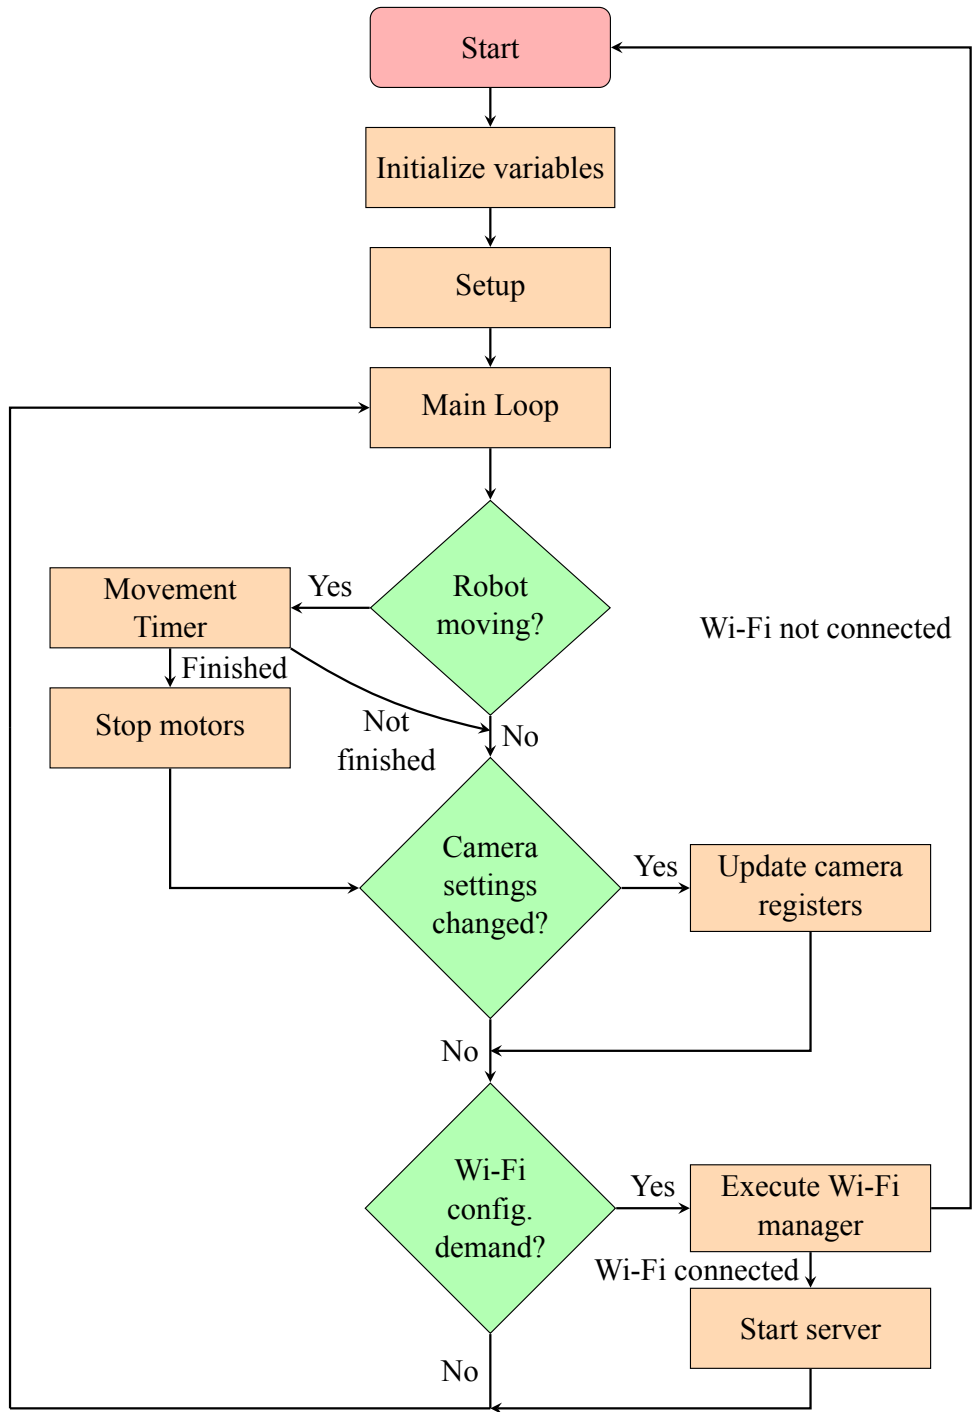 Start
Initialize variables
Setup
Main Loop
Robot
moving?
Yes
Movement
Timer
Wi-Fi not connected
Finished
Stop motors
Not
finished
No
Camera
settings
changed?
Yes
Update camera
registers
No
Wi-Fi
config.
demand?
Yes
Execute Wi-Fi
manager
Wi-Fi connected
Start server
No